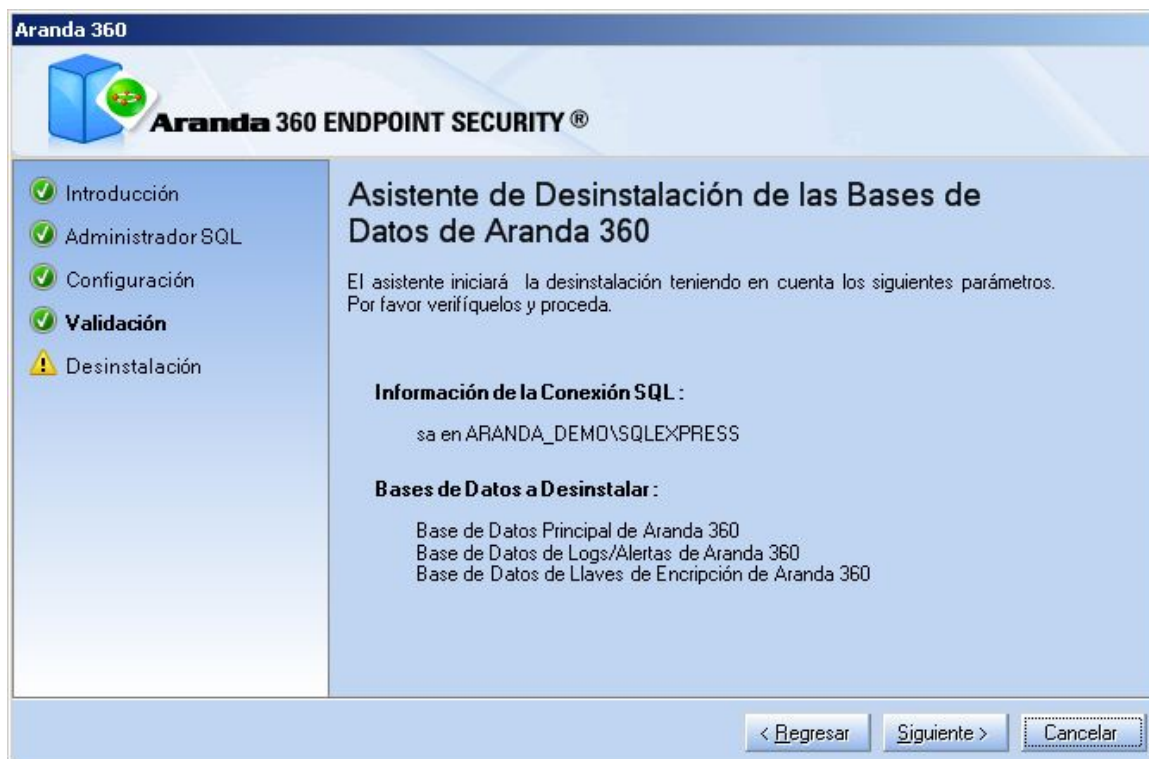 Aranda 360
Aranda 360 ENDPOINT SECURITY ®
Introducción
Administrador SQL
Configuración
Validación
Desinstalación
Asistente de Desinstalación de las Bases de
Datos de Aranda 360
El asistente iniciará la desinstalación teniendo en cuenta los siguientes parámetros.
Por favor verifíquelos y proceda.
Información de la Conexión SQL :
sa en ARANDA_DEMO\SQLEXPRESS
Bases de Datos a Desinstalar :
Base de Datos Principal de Aranda 360
Base de Datos de Logs/Alertas de Aranda 360
Base de Datos de Llaves de Encripción de Aranda 360
< Regresar
Siguiente >
Cancelar